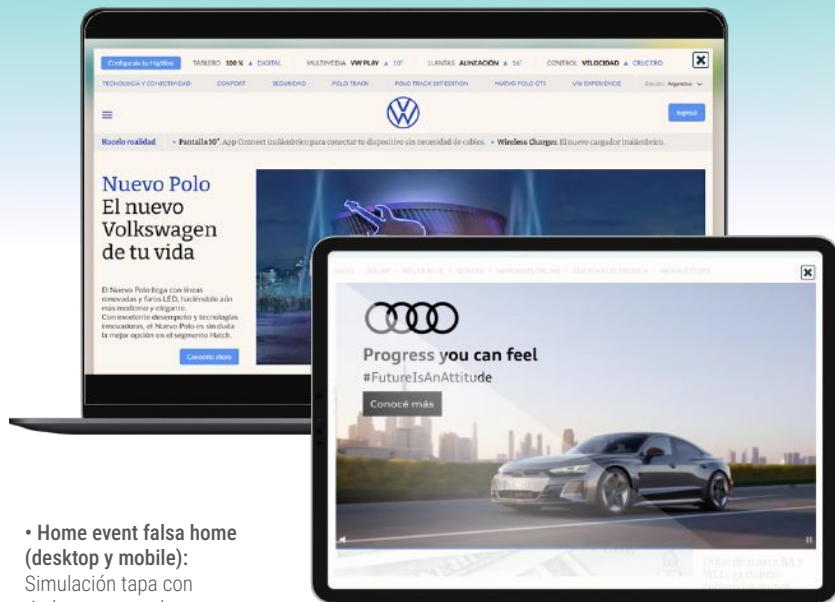 Configurale tu Highline TABLERO 100 % ▲ DIGITAL MULTIMEDIA VW PLAY ▲ 10" LLANTAS ALINEACIÓN ▲ 16" CONTROL VELOCIDAD ▲ CRUCERO X
TECNOLOGÍA Y CONECTIVIDAD CONFORT SEGURIDAD POLO TRACK POLO TRACK 1ST EDITION NUEVO POLO GTS VW EXPERIENCE Edición: Argentina
Ingresá
Hacelo realidad • Pantalla 10". App Connect inalámbrico para conectar tu dispositivo sin necesidad de cables. • Wireless Charger. El nuevo cargador inalámbrico.
Nuevo Polo
El nuevo
Volkswagen
de tu vida
El Nuevo Polo llega con líneas
renovadas y faros LED, haciéndolo aún
más moderno y elegante.
Con excelente desempeño y tecnologías
innovadoras, el Nuevo Polo es sin duda
la mejor opción en el segmento Hatch.
Conocelo ahora
X
Progress you can feel
#FutureIsAnAttitude
Conocé más
• Home event falsa home
(desktop y mobile):
Simulación tapa con